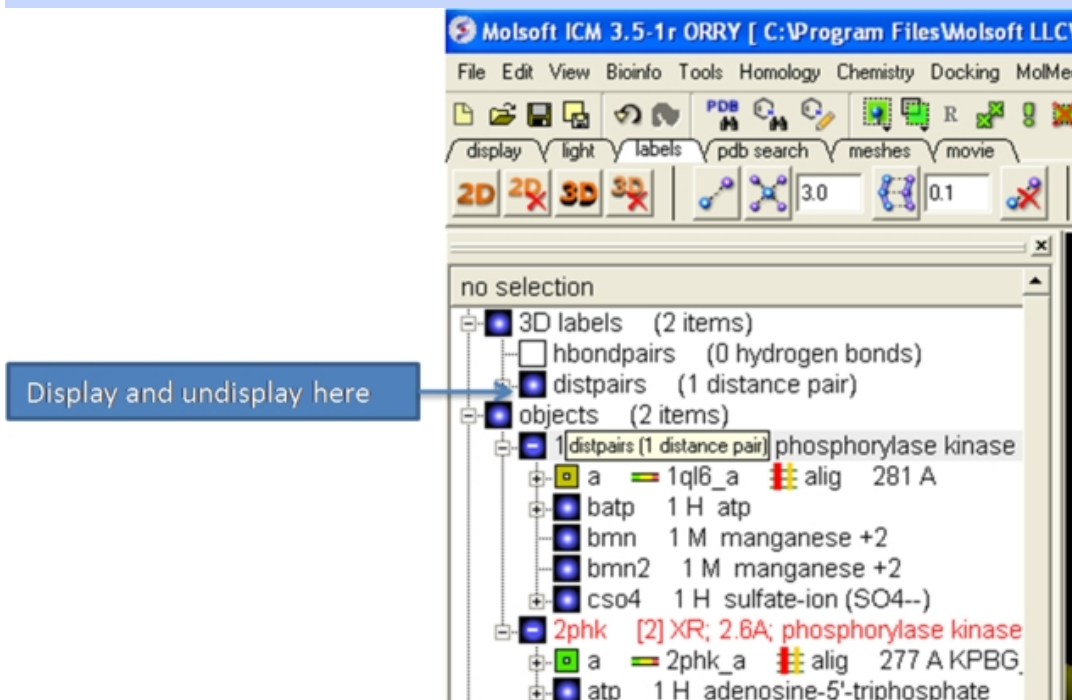 Molsoft ICM 3.5-1r ORRY [ C:\Program Files\Molsoft LLC\
File Edit View Bioinfo Tools Homology Chemistry Docking MolMe
PDB R
display light labels pdb search meshes movie
2D 2D 3D 3D 3.0 0.1
no selection
3D labels (2 items)
hbondpairs (0 hydrogen bonds)
Display and undisplay here
distpairs (1 distance pair)
objects (2 items)
1 distpairs (1 distance pair) phosphorylase kinase
a 1ql6_a alig 281 A
batp 1 H atp
bmn 1 M manganese +2
bmn2 1 M manganese +2
cso4 1 H sulfate-ion (SO4--)
2phk [2] XR; 2.6A; phosphorylase kinase
a 2phk_a alig 277 A KPBG_
atp 1 H adenosine-5'-triphosphate